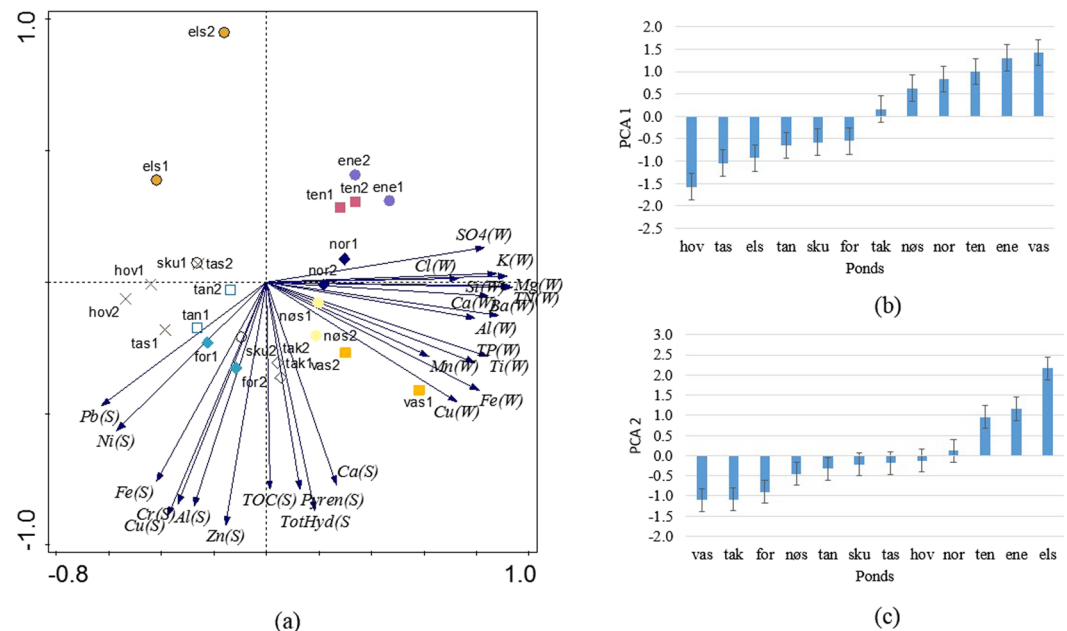 1.0
els2
els1
ene2
ten2
ene1
ten1
nor1
SO4(W)
K(W)
Cl(W)
sku1
tas2
hov1
nor2
Si(W)
Mg(W)
TN(W)
tan2
Ca(W)
Ba(W)
hov2
nøs1
Al(W)
tan1
tas1
nøs2
sku2
tak2
TP(W)
for1
tak1
vas2
Mn(W)
Ti(W)
for2
vas1
Fe(W)
Cu(W)
Pb(S)
Ni(S)
Ca(S)
Fe(S)
TOC(S)
Pyren(S)
Cr(S)
Al(S)
Cu(S)
TotHyd(S
Zn(S)
-1.0
-0.8
1.0
(a)
2.0
1.5
1.0
0.5
0.0
-0.5
-1.0
-1.5
-2.0
-2.5
PCA 1
hov tas els tan sku for tak nøs nor ten ene vas
Ponds
(b)
3.0
2.5
2.0
1.5
1.0
0.5
0.0
-0.5
-1.0
-1.5
-2.0
PCA 2
vas tak for nøs tan sku tas hov nor ten ene els
Ponds
(c)